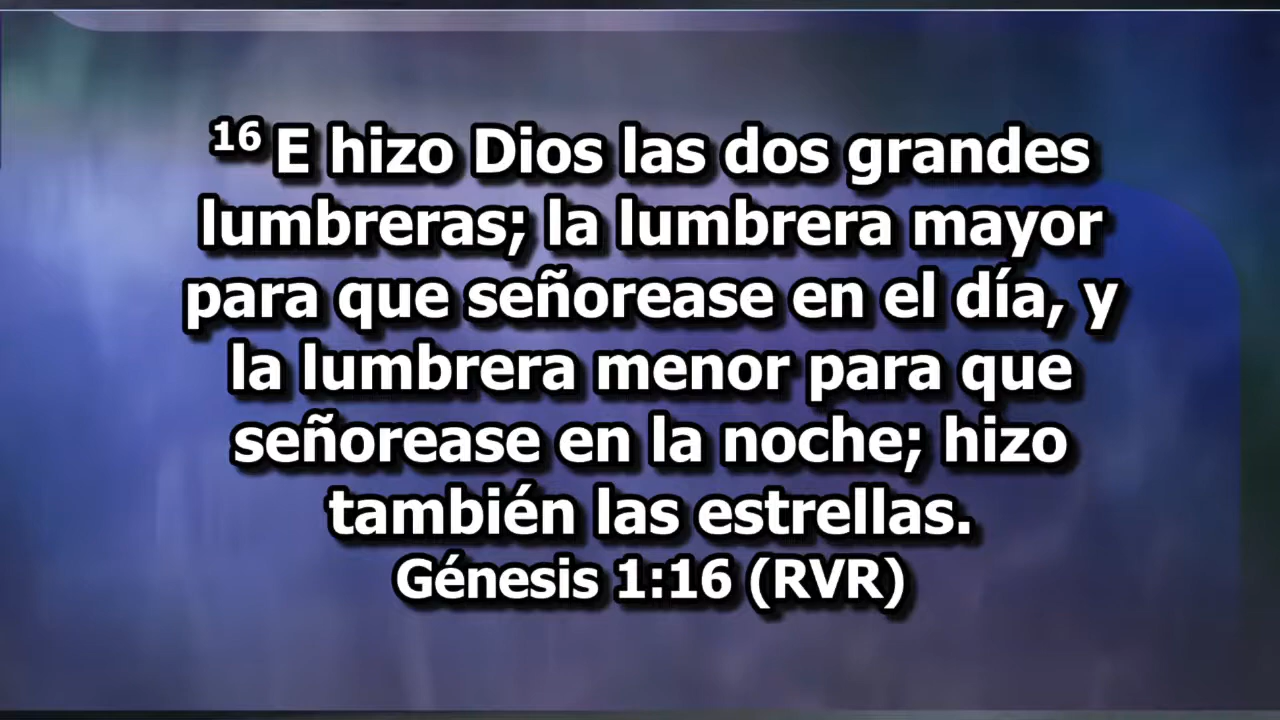 16 E hizo Dios las dos grandes
lumbreras; la lumbrera mayor
para que señorease en el día, y
la lumbrera menor para que
señorease en la noche; hizo
también las estrellas.
Génesis 1:16 (RVR)